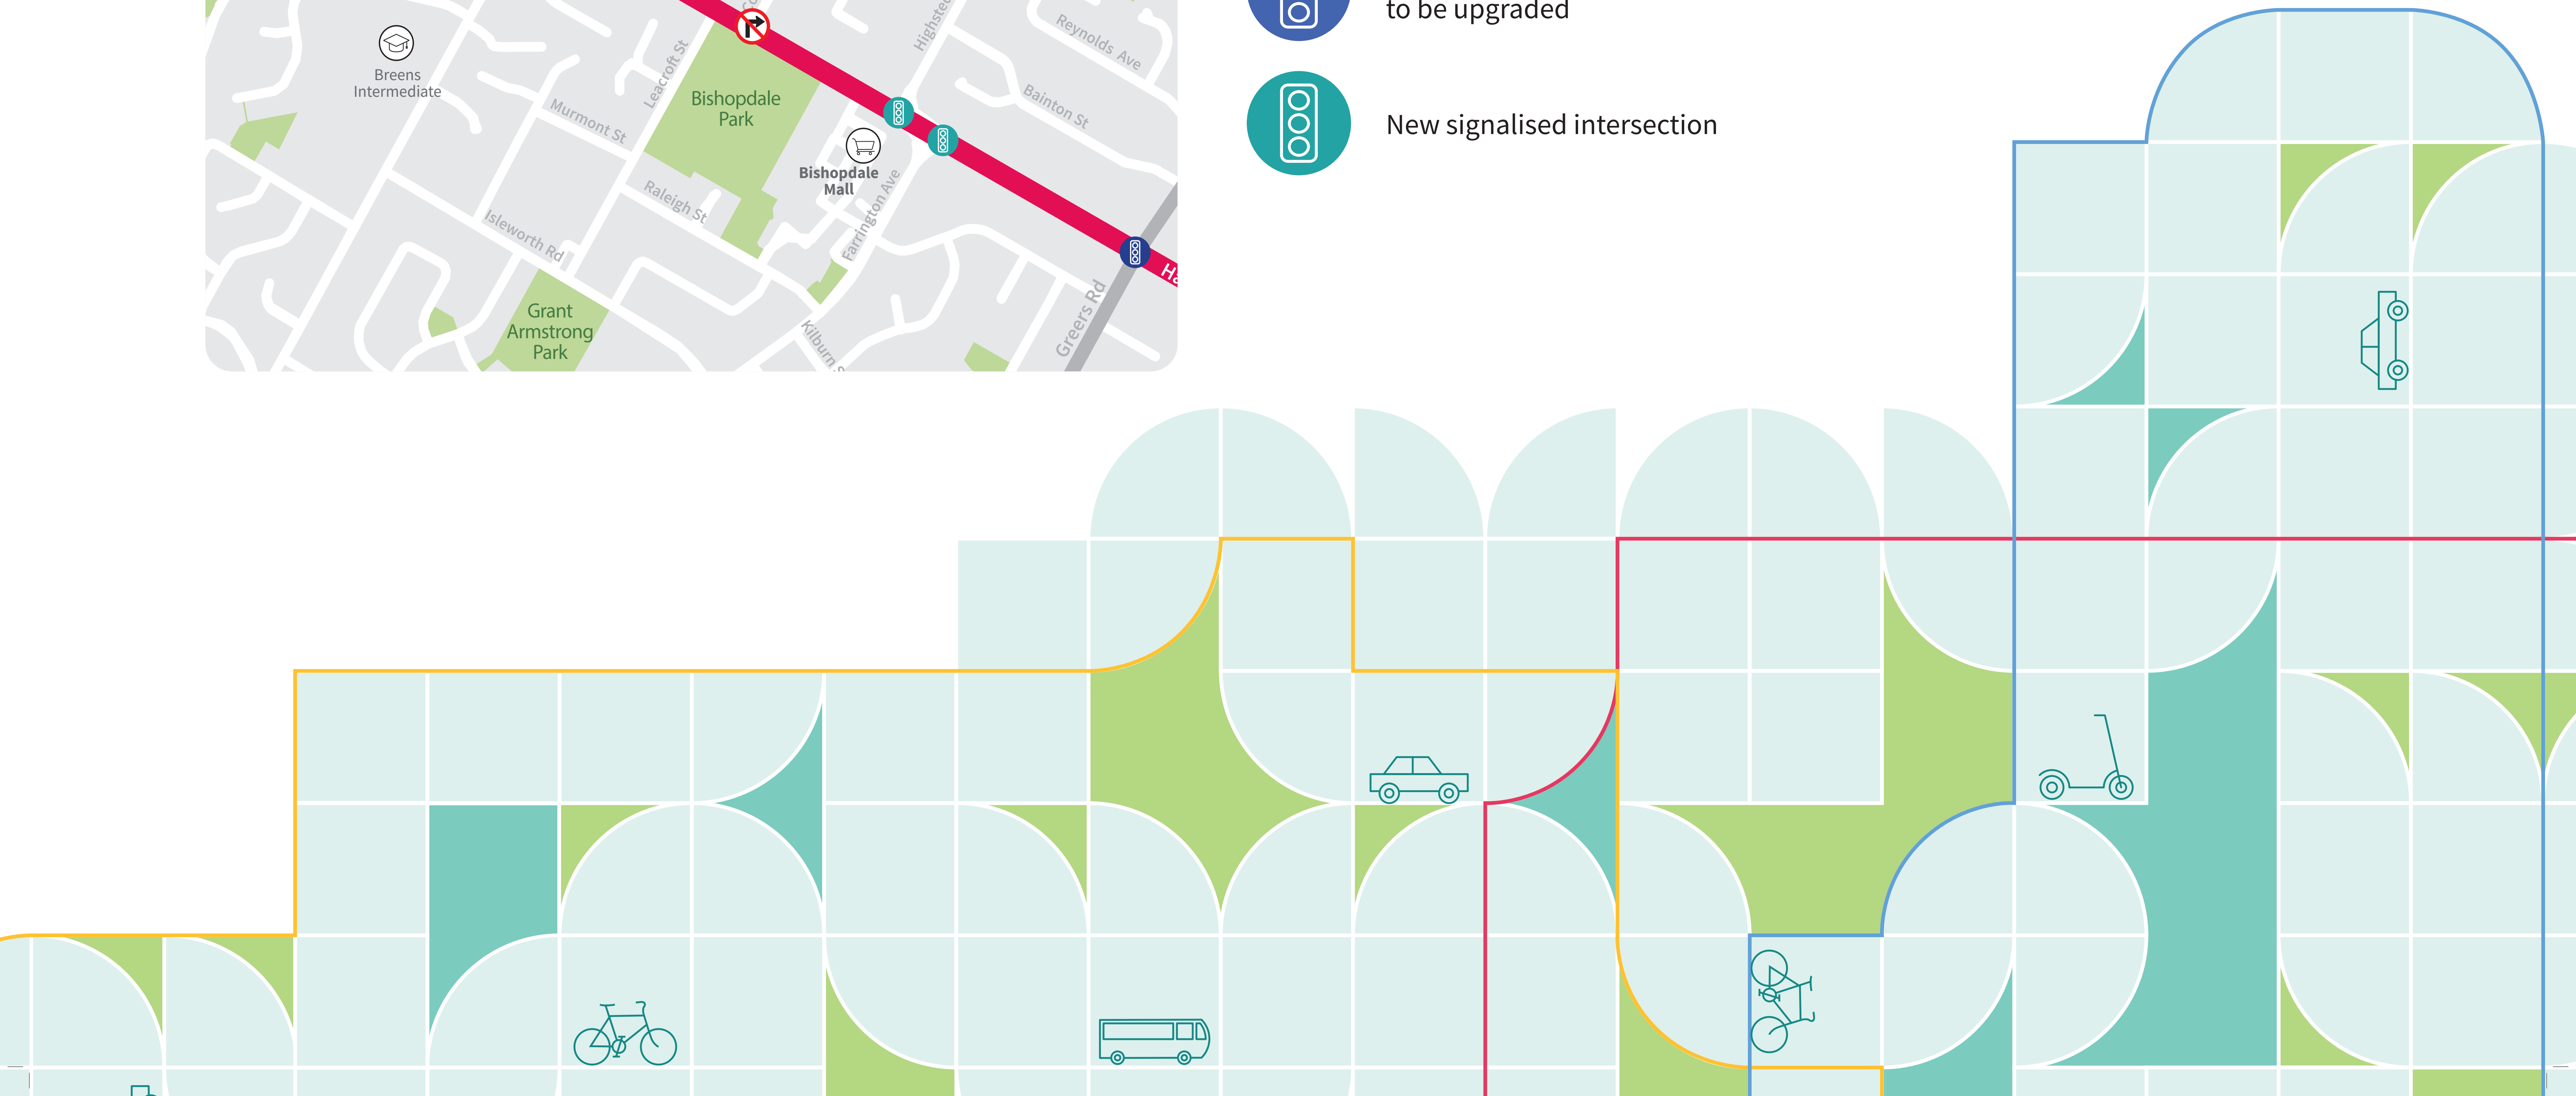 to be upgraded
New signalised intersection
Breens
Intermediate
Leacroft St
Reynolds Ave
Bainton St
Murmont St
Bishopdale
Park
Bishopdale
Mall
Raleigh St
Farrington Ave
Isleworth Rd
Grant
Armstrong
Park
Greers Rd
Kilburn